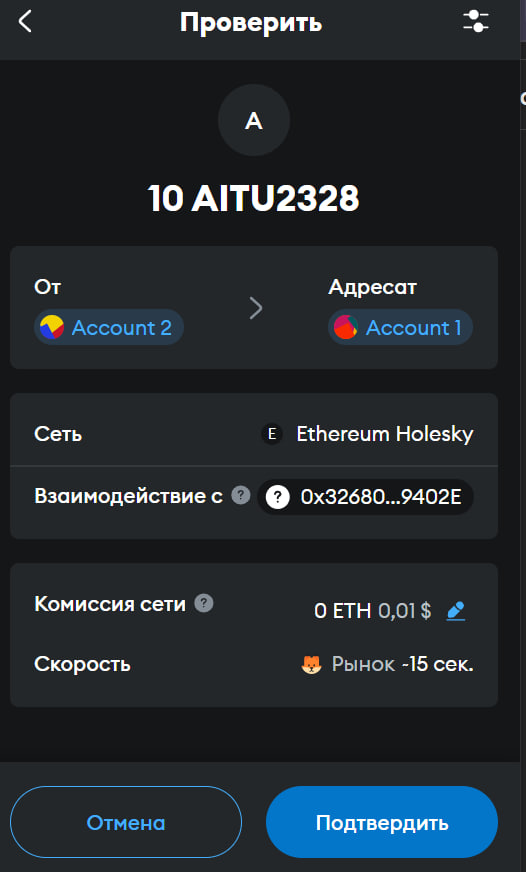 Проверить
A
10 AITU2328
От
Адресат
Account 2
Account 1
Сеть
E Ethereum Holesky
Взаимодействие с ? ? 0x32680...9402E
Комиссия сети ? 0 ETH 0,01 $
Скорость Рынок ~15 сек.
Отмена
Подтвердить